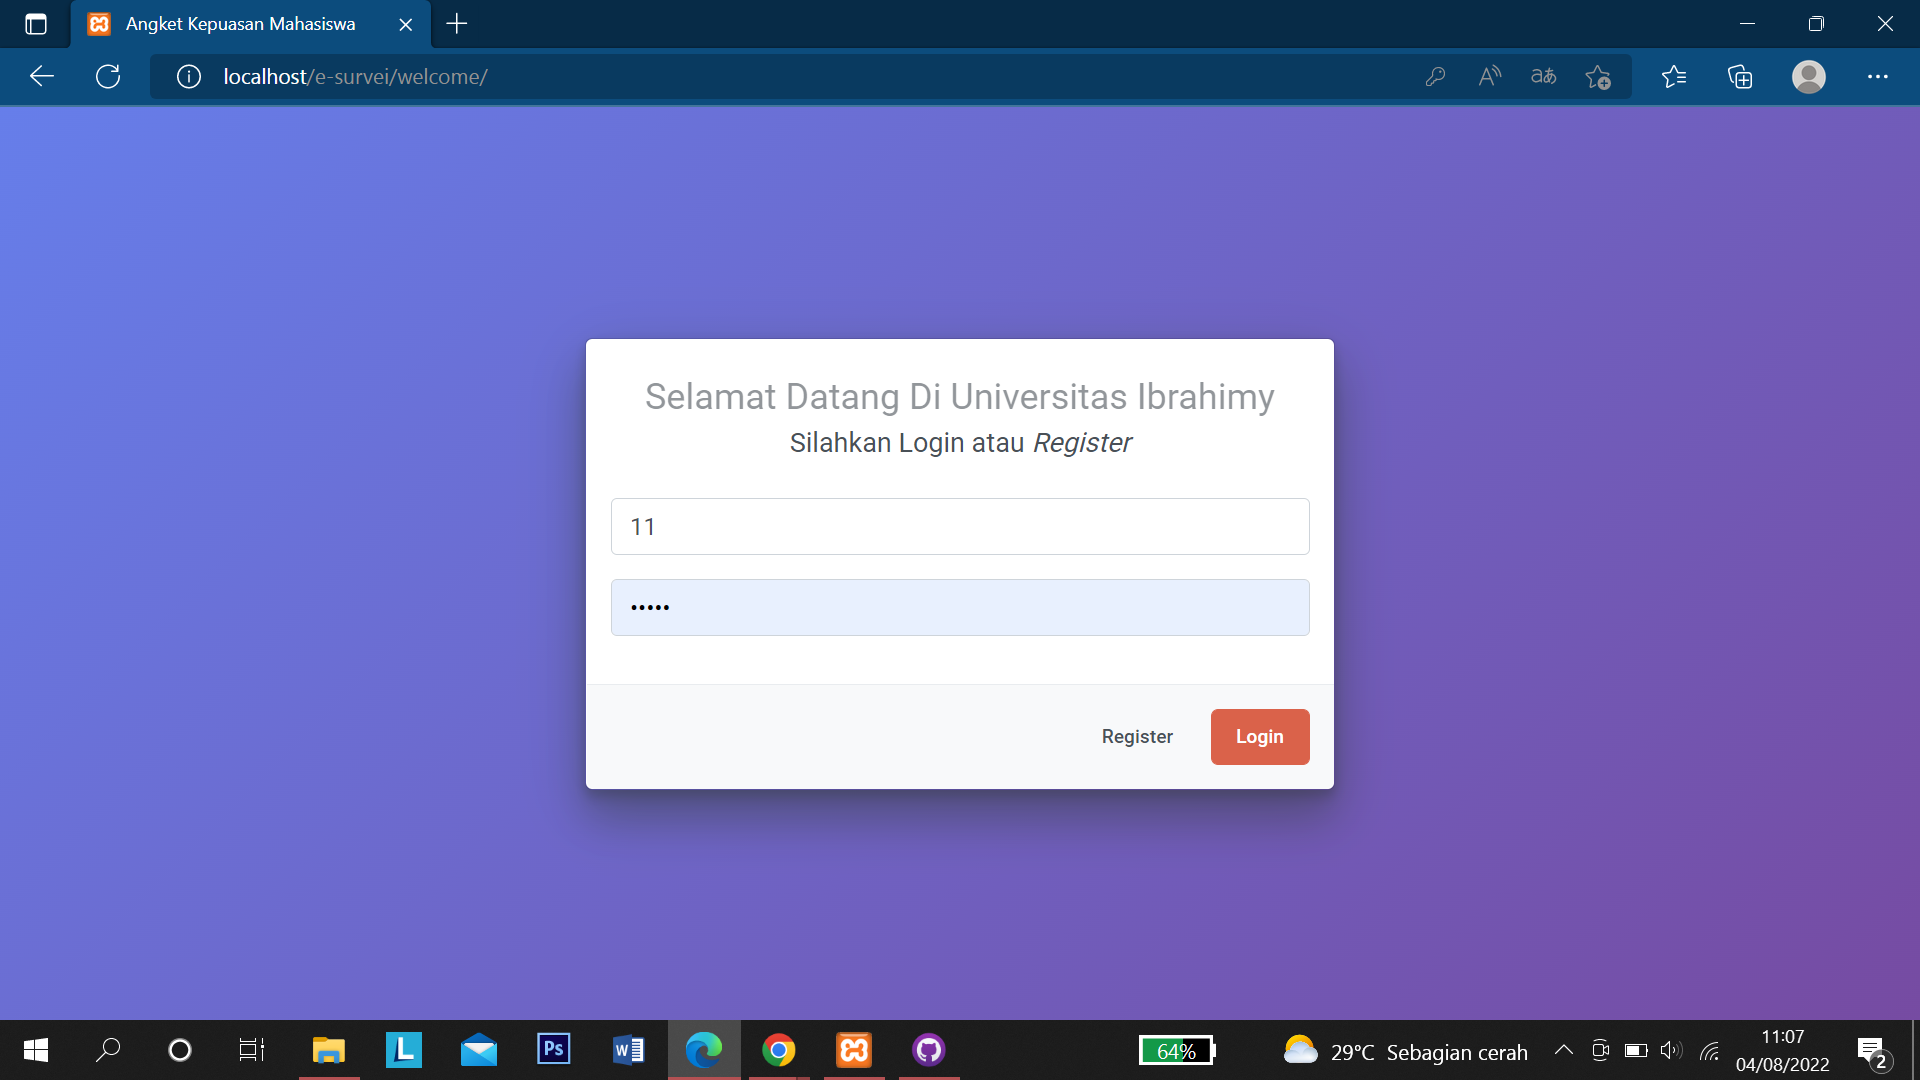 Angket Kepuasan Mahasiswa
localhost/e-survei/welcome/
Selamat Datang Di Universitas Ibrahimy
Silahkan Login atau Register
11
•••••
Register
Login
64%
29°C Sebagian cerah
11:07
04/08/2022
2